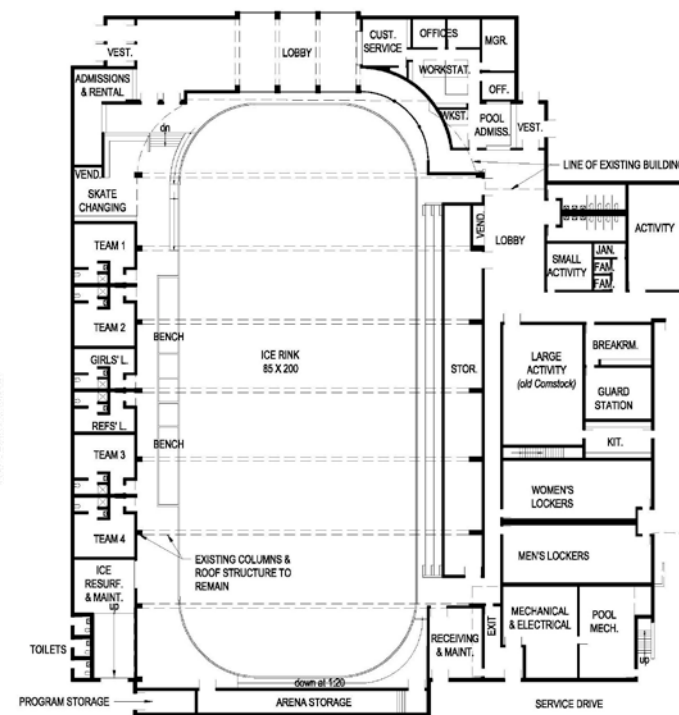 CUST.
SERVICE
OFFICES
MGR.
LOBBY
VEST.
WORKSTAT.
ADMISSIONS
& RENTAL
OFF.
WKST.
POOL
ADMISS.
VEST.
dn
LINE OF EXISTING BUILDING
VEND.
SKATE
CHANGING
VEND.
LOBBY
ACTIVITY
TEAM 1
SMALL
ACTIVITY
JAN.
FAM.
FAM.
TEAM 2
BENCH
GIRLS' L.
ICE RINK
85 X 200
STOR.
LARGE
ACTIVITY
(old Comstock)
BREAKRM.
GUARD
STATION
REFS' L.
BENCH
KIT.
TEAM 3
WOMEN'S
LOCKERS
TEAM 4
EXISTING COLUMNS &
ROOF STRUCTURE TO
REMAIN
MEN'S LOCKERS
ICE
RESURF.
& MAINT.
up
TOILETS
RECEIVING
& MAINT.
EXIT
MECHANICAL
& ELECTRICAL
POOL
MECH.
up
down at 1:20
PROGRAM STORAGE
ARENA STORAGE
SERVICE DRIVE